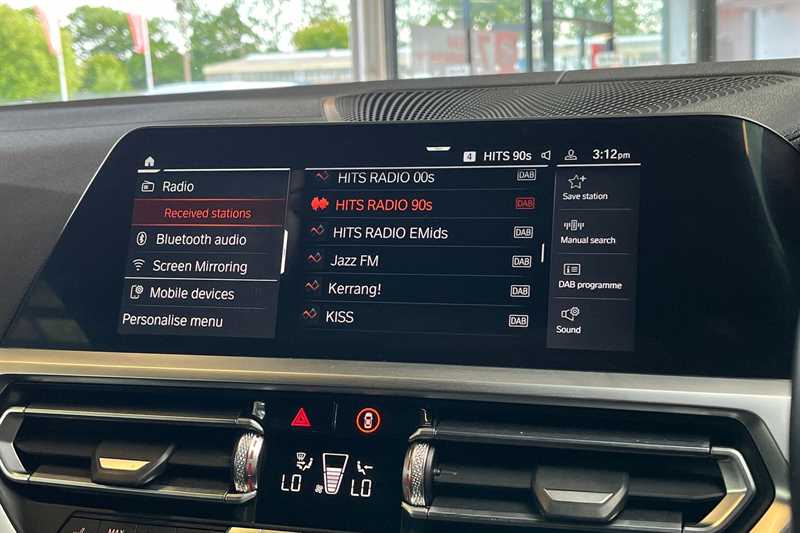 4 HITS 90s 3:12pm
Radio
Received stations
Bluetooth audio
Screen Mirroring
Mobile devices
Personalise menu
HITS RADIO 00s DAB
HITS RADIO 90s DAB
HITS RADIO EMids DAB
Jazz FM DAB
Kerrang! DAB
KISS DAB
Save station
Manual search
DAB programme
Sound
LO LO
MAX